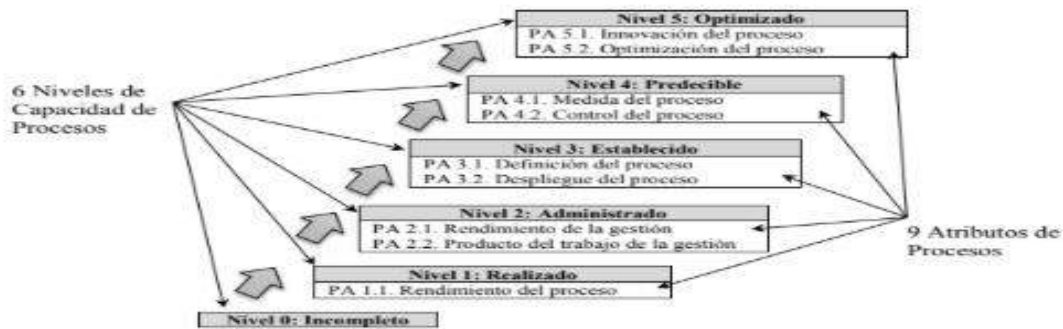 Nivel 5: Optimizado
PA 5.1. Innovación del proceso
PA 5.2. Optimización del proceso
6 Niveles de
Capacidad de
Procesos
Nivel 4: Predecible
PA 4.1. Medida del proceso
PA 4.2. Control del proceso
Nivel 3: Establecido
PA 3.1. Definición del proceso
PA 3.2. Despliegue del proceso
Nivel 2: Administrado
PA 2.1. Rendimiento de la gestión
PA 2.2. Producto del trabajo de la gestión
9 Atributos de
Procesos
Nivel 1: Realizado
PA 1.1. Rendimiento del proceso
Nivel 0: Incompleto